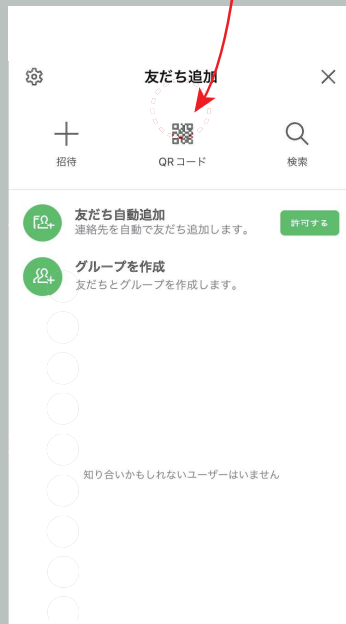 友だち追加
招待
QRコード
検索
友だち自動追加
連絡先を自動で友だち追加します。
許可する
グループを作成
友だちとグループを作成します。
知り合いかもしれないユーザーはいません